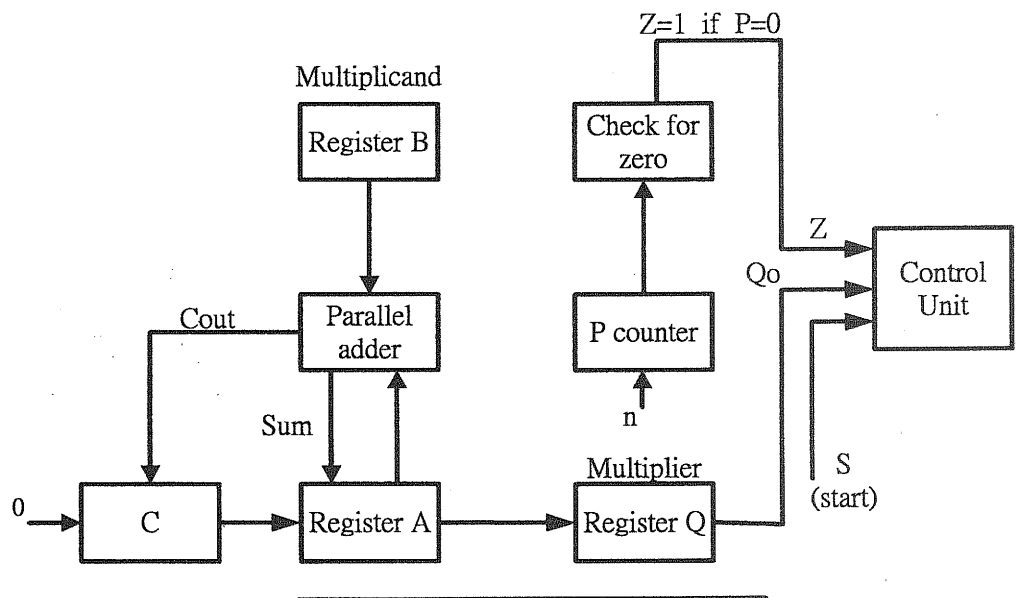 Z=1 if P=0
Multiplicand
Register B
Check for
zero
Z
Qo
Control
Unit
Cout
Parallel
adder
P counter
Sum
n
Multiplier
S
(start)
0
C
Register A
Register Q